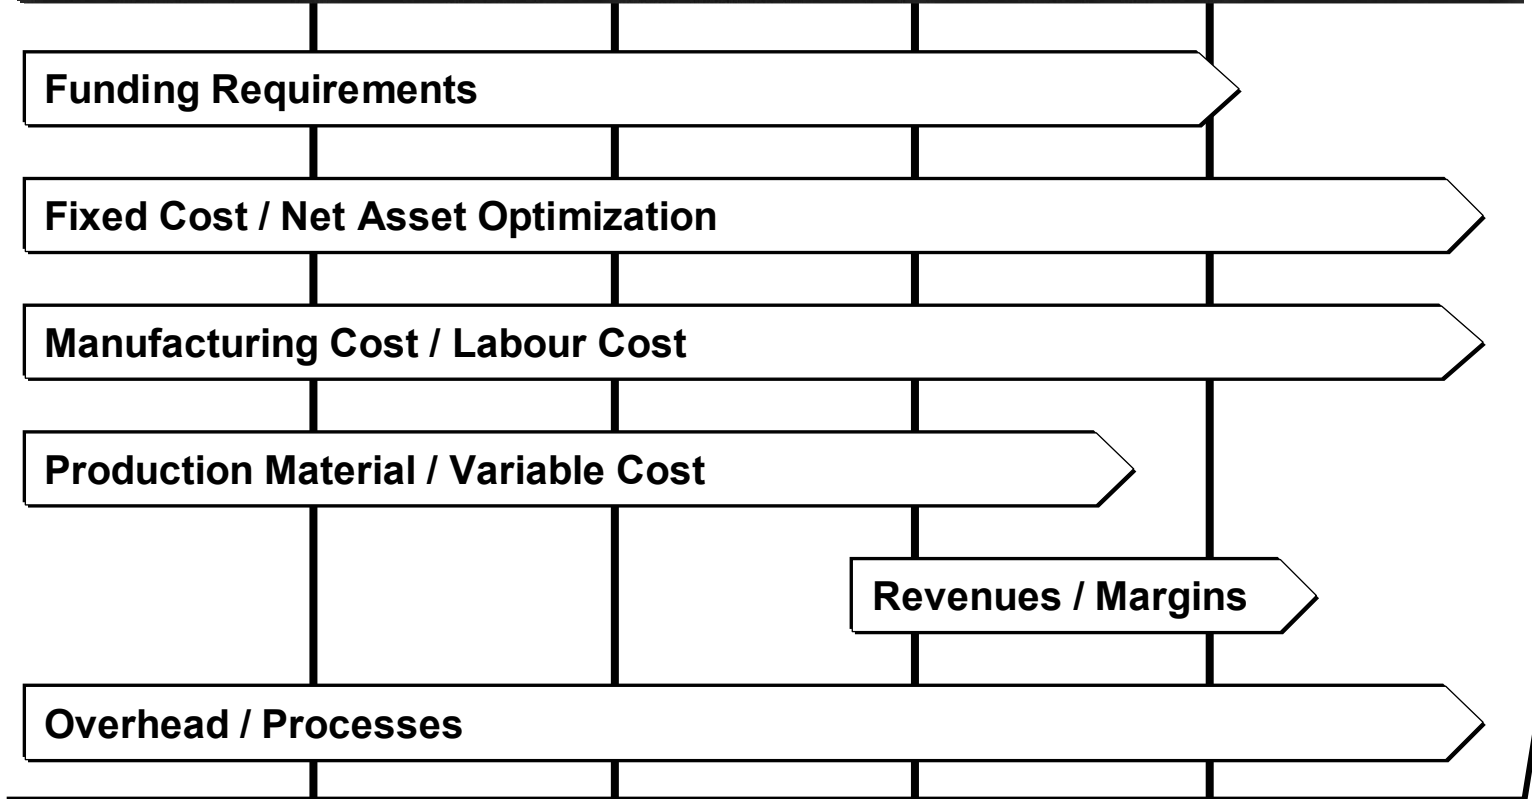 Funding Requirements
Fixed Cost / Net Asset Optimization
Manufacturing Cost / Labour Cost
Production Material / Variable Cost
Revenues / Margins
Overhead / Processes